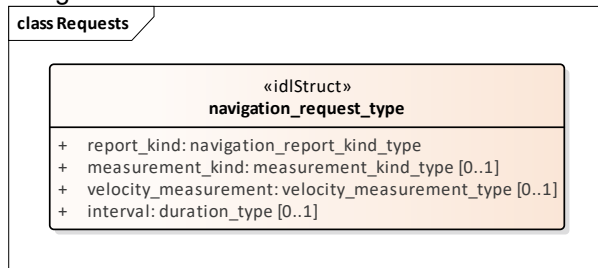 class Requests
«idlStruct»
navigation_request_type
+ report_kind: navigation_report_kind_type
+ measurement_kind: measurement_kind_type [0..1]
+ velocity_measurement: velocity_measurement_type [0..1]
+ interval: duration_type [0..1]